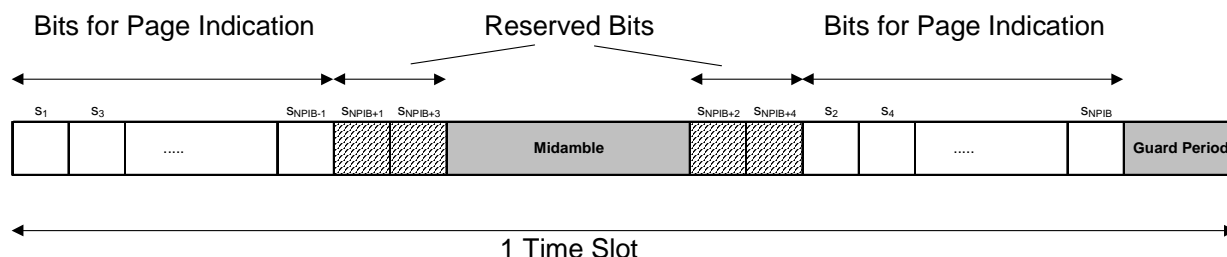 Bits for Page Indication Reserved Bits Bits for Page Indication
s1 s3 sNPIB-1 sNPIB+1 sNPIB+3 sNPIB+2 sNPIB+4 s2 s4 sNPIB
..... Midamble ..... Guard Period
1 Time Slot